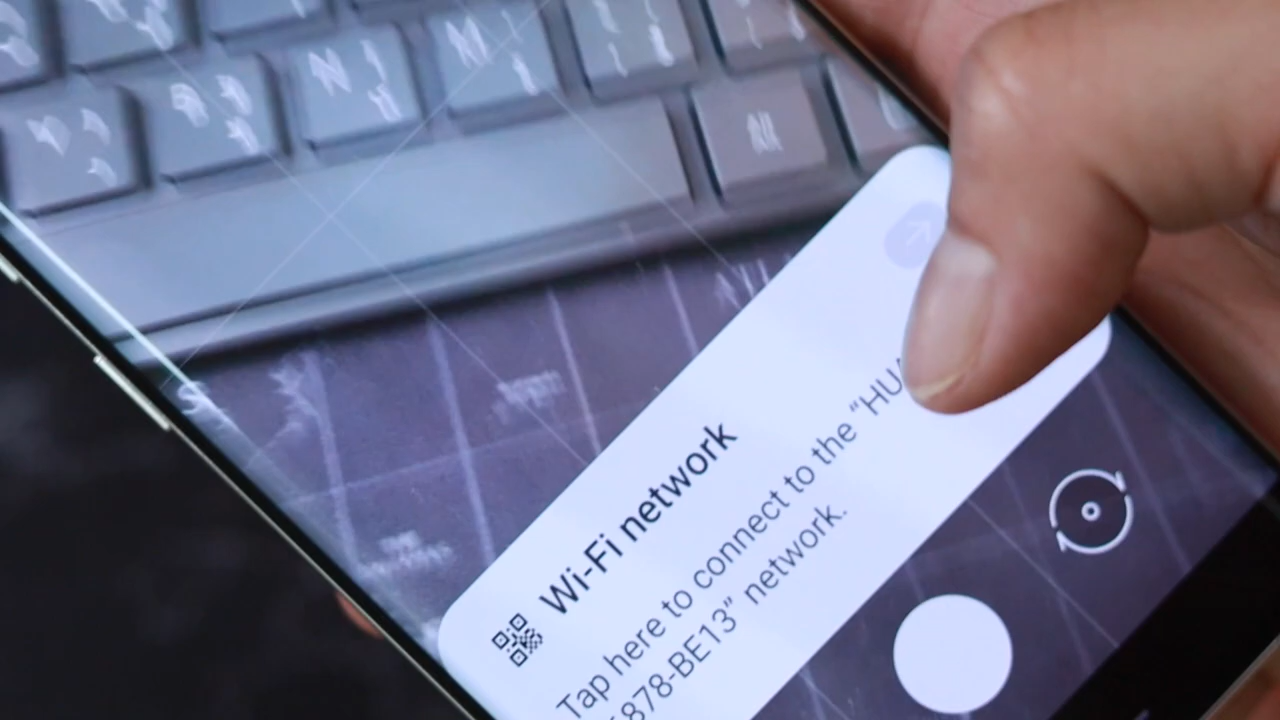 N
M
Wi-Fi network
Tap here to connect to the "HU
878-BE13" network.